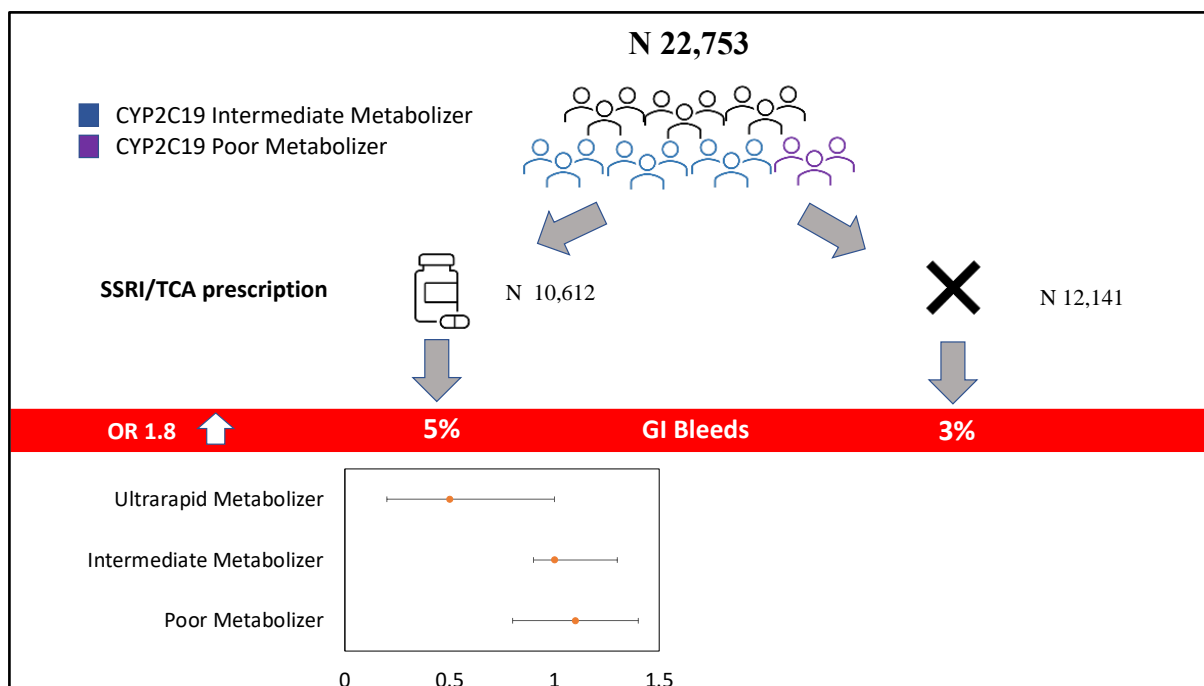 N 22,753
CYP2C19 Intermediate Metabolizer
CYP2C19 Poor Metabolizer
SSRI/TCA prescription
N 10,612
N 12,141
OR 1.8 5% GI Bleeds 3%
Ultrarapid Metabolizer
Intermediate Metabolizer
Poor Metabolizer
0 0.5 1 1.5